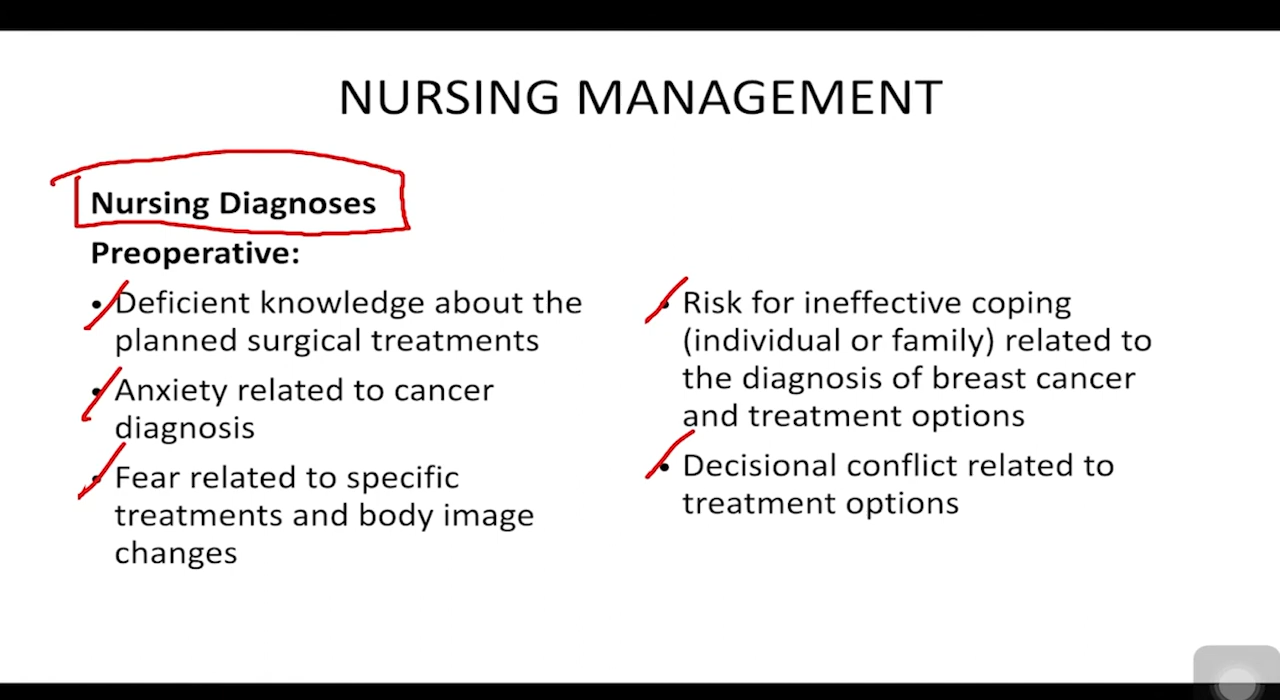 NURSING MANAGEMENT
Nursing Diagnoses
Preoperative:
• Deficient knowledge about the
planned surgical treatments
• Anxiety related to cancer
diagnosis
• Fear related to specific
treatments and body image
changes
• Risk for ineffective coping
(individual or family) related to
the diagnosis of breast cancer
and treatment options
• Decisional conflict related to
treatment options